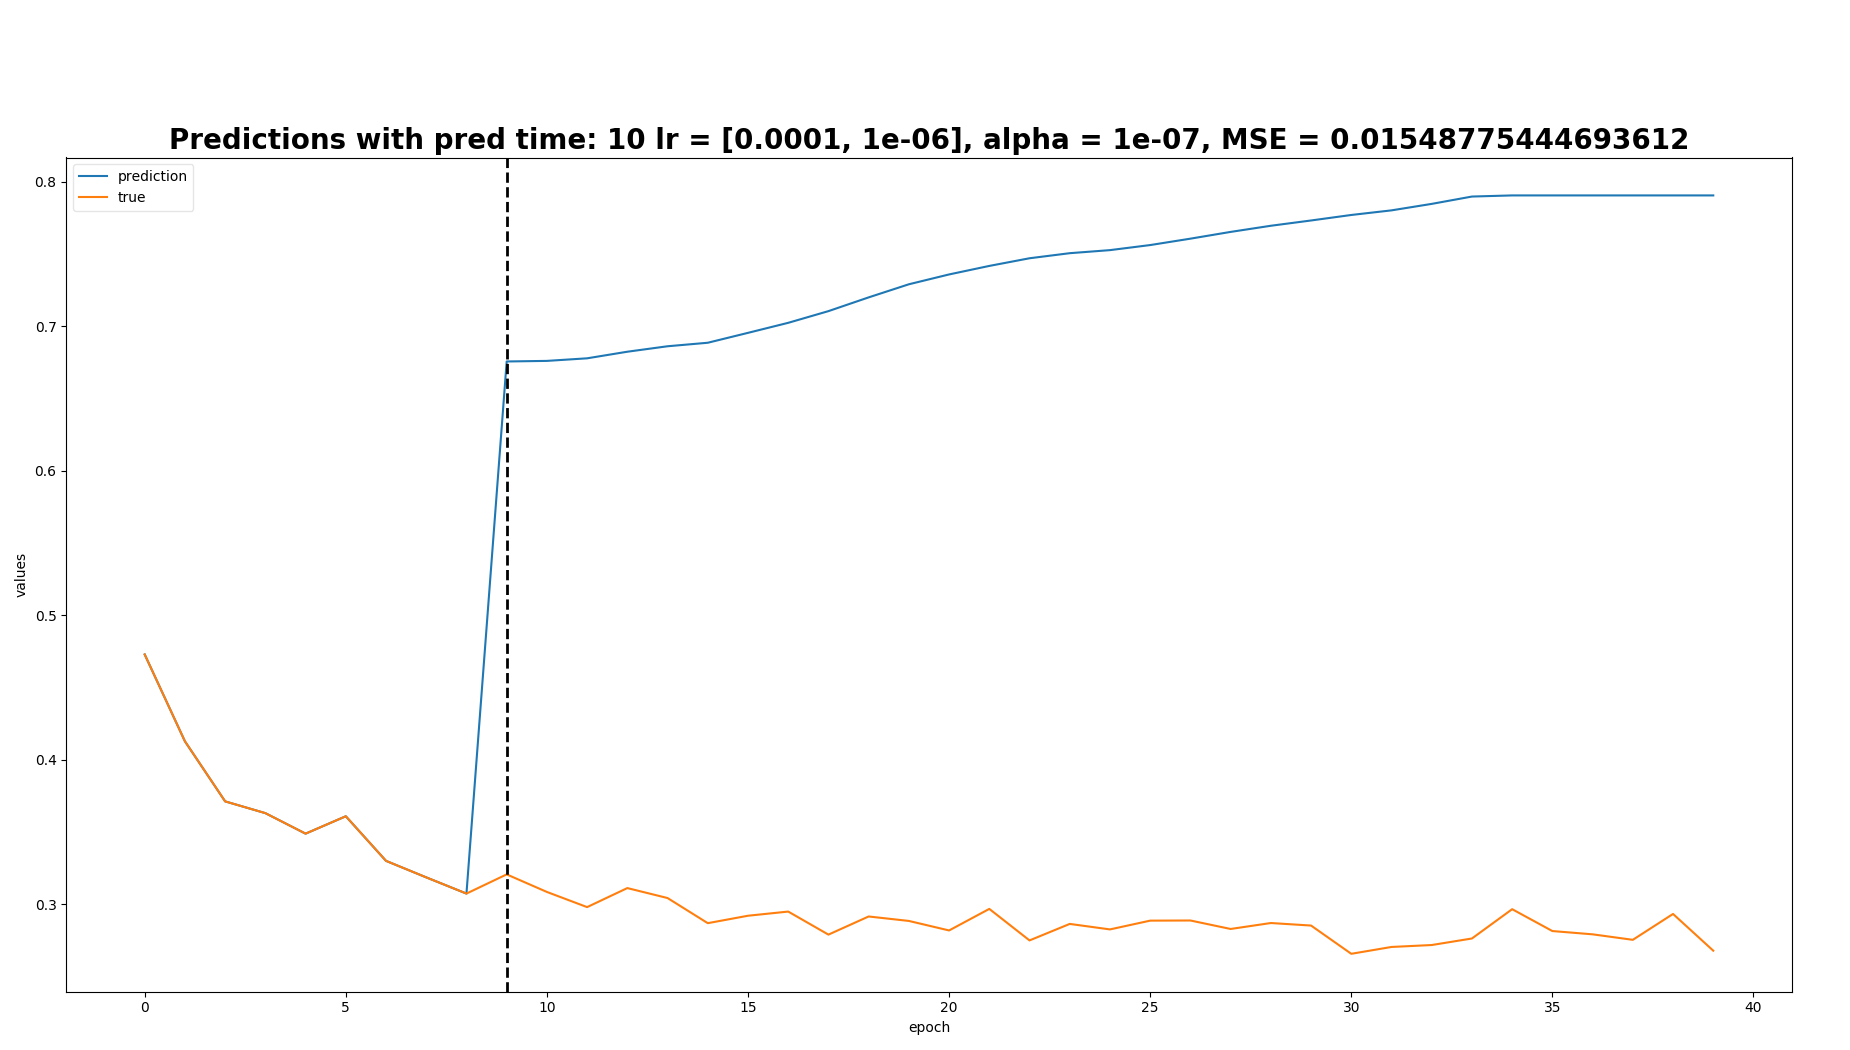 Predictions with pred time: 10 lr = [0.0001, 1e-06], alpha = 1e-07, MSE = 0.01548775444693612
prediction
true
0.8
0.7
0.6
0.5
0.4
0.3
values
0 5 10 15 20 25 30 35 40
epoch